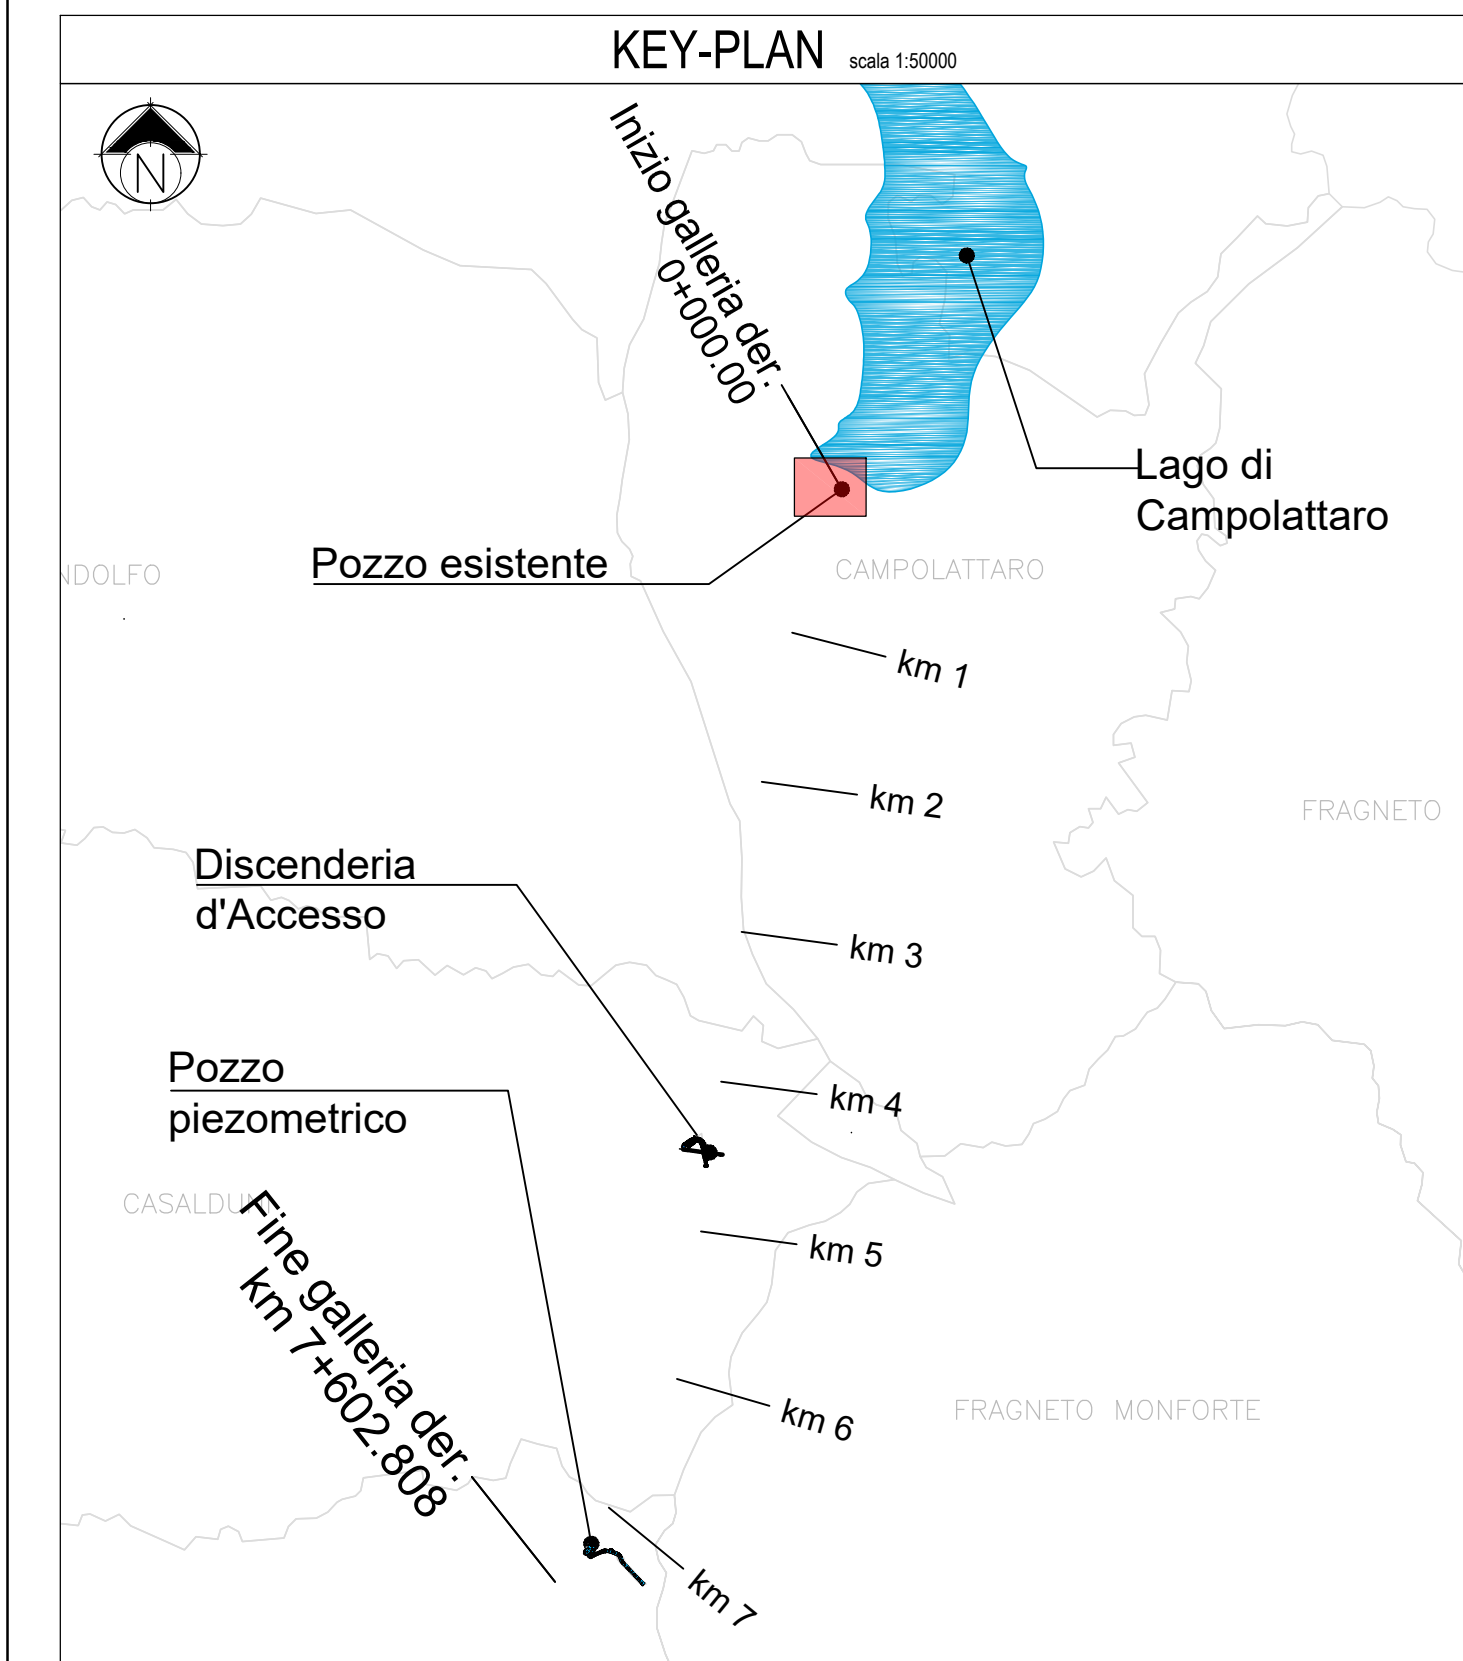 KEY-PLAN scala 1:50000
N
Inizio galleria der.
0+000.00
Lago di
Campolattaro
Pozzo esistente
NDOLFO
CAMPOLATTARO
km 1
km 2
FRAGNETO
Discenderia
d'Accesso
km 3
Pozzo
piezometrico
km 4
CASALDUNI
Fine galleria der.
km 7+602.808
km 5
km 6
FRAGNETO MONFORTE
km 7